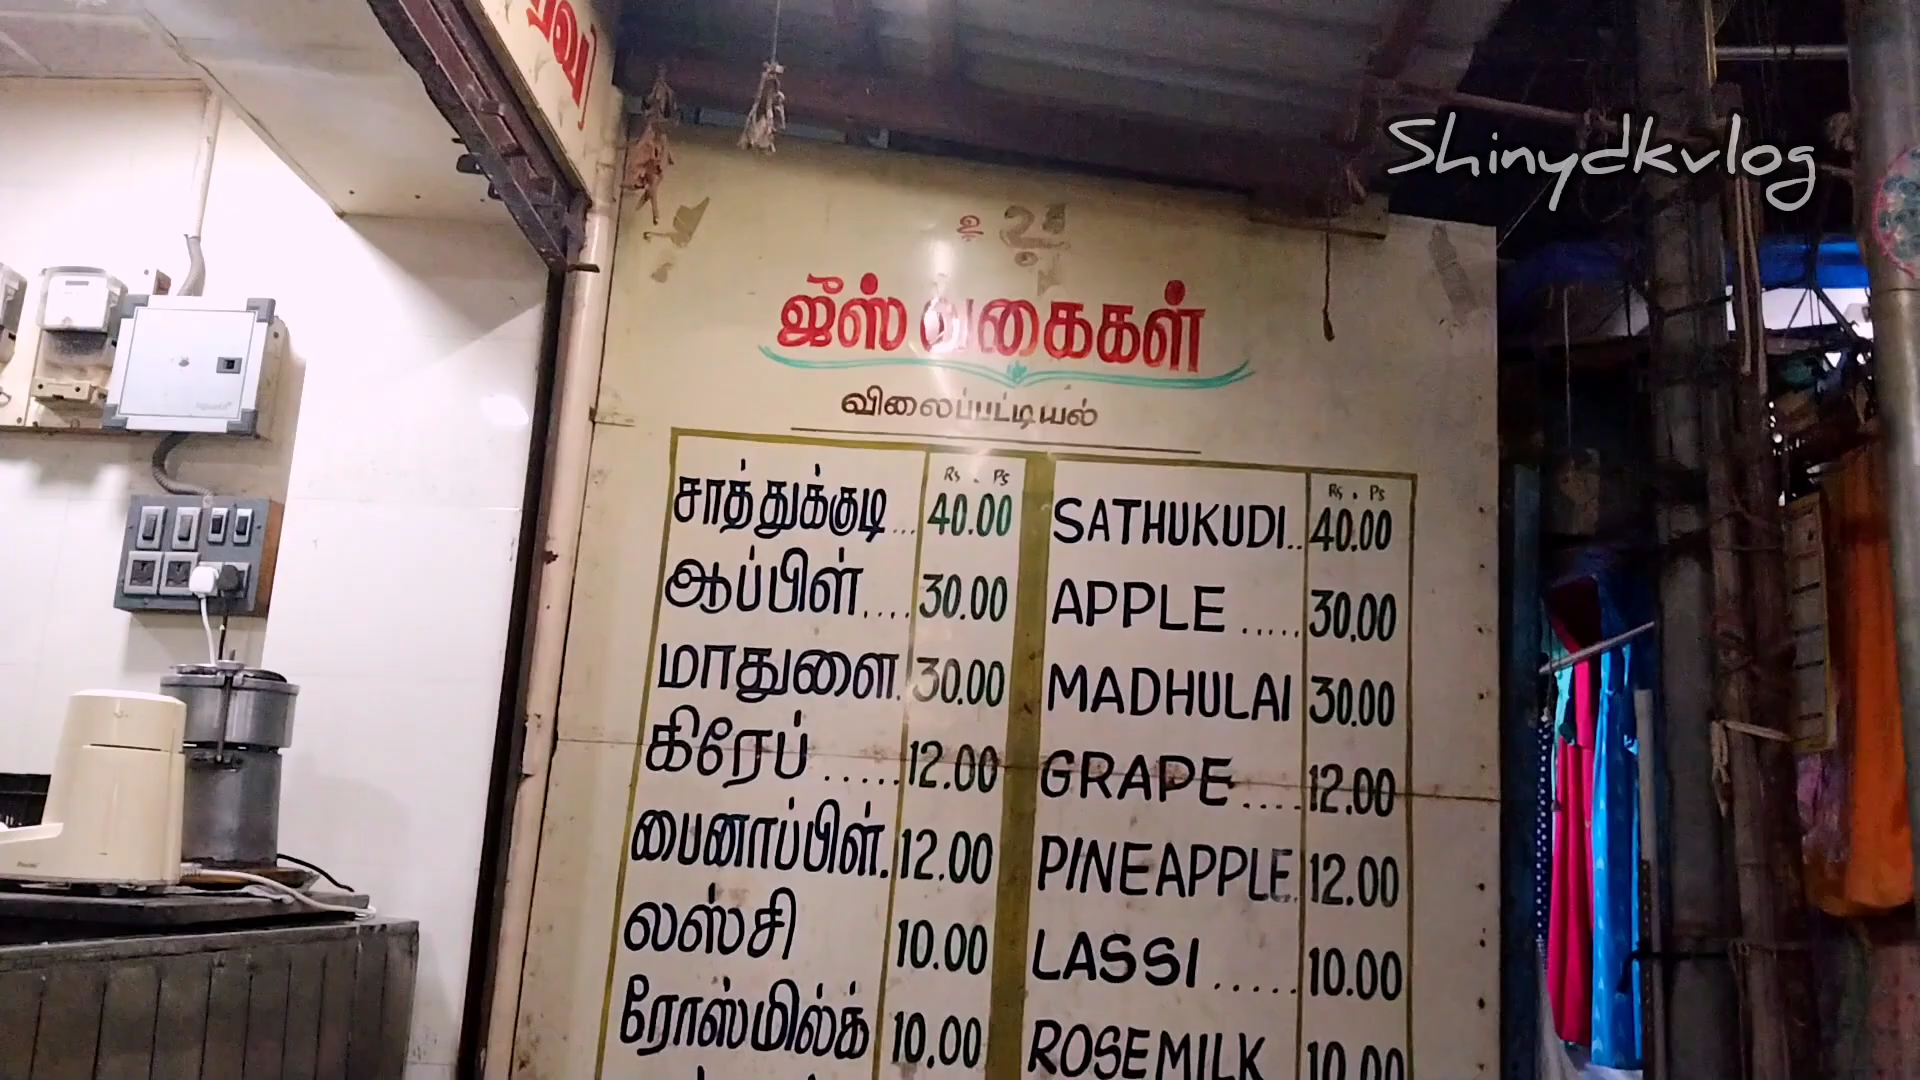 Shinydkvlog
உ
ஜீஸ் வகைகள்
விலைப்பட்டியல்
Rs . Ps Rs . Ps
சாத்துக்குடி... 40.00 SATHUKUDI.. 40.00
ஆப்பிள்.... 30.00 APPLE ..... 30.00
மாதுளை. 30.00 MADHULAI 30.00
கிரேப் ..... 12.00 GRAPE .... 12.00
பைனாப்பிள். 12.00 PINEAPPLE. 12.00
லஸ்சி 10.00 LASSI ..... 10.00
ரோஸ்மில்க் 10.00 ROSEMILK 10.00